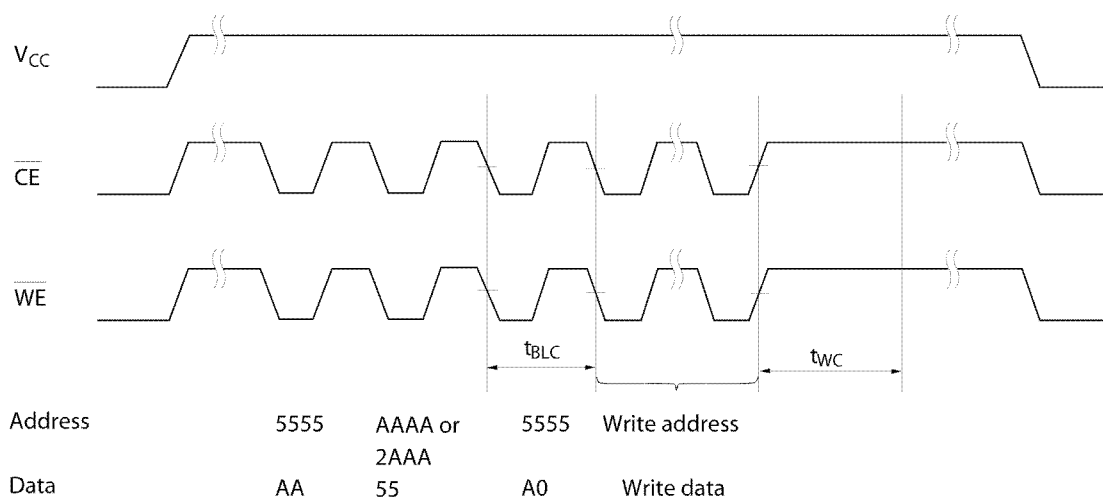 VCC
CE
WE
tBLC
tWC
Address 5555 AAAA or 2AAA 5555 Write address
Data AA 55 A0 Write data